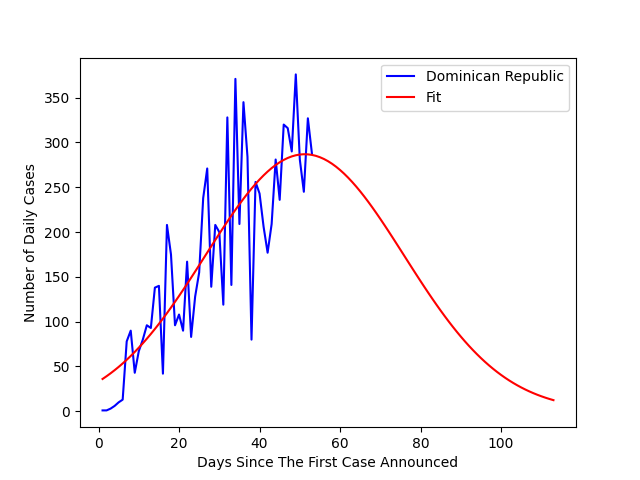 Dominican Republic
Fit
Number of Daily Cases
350
300
250
200
150
100
50
0
0 20 40 60 80 100
Days Since The First Case Announced